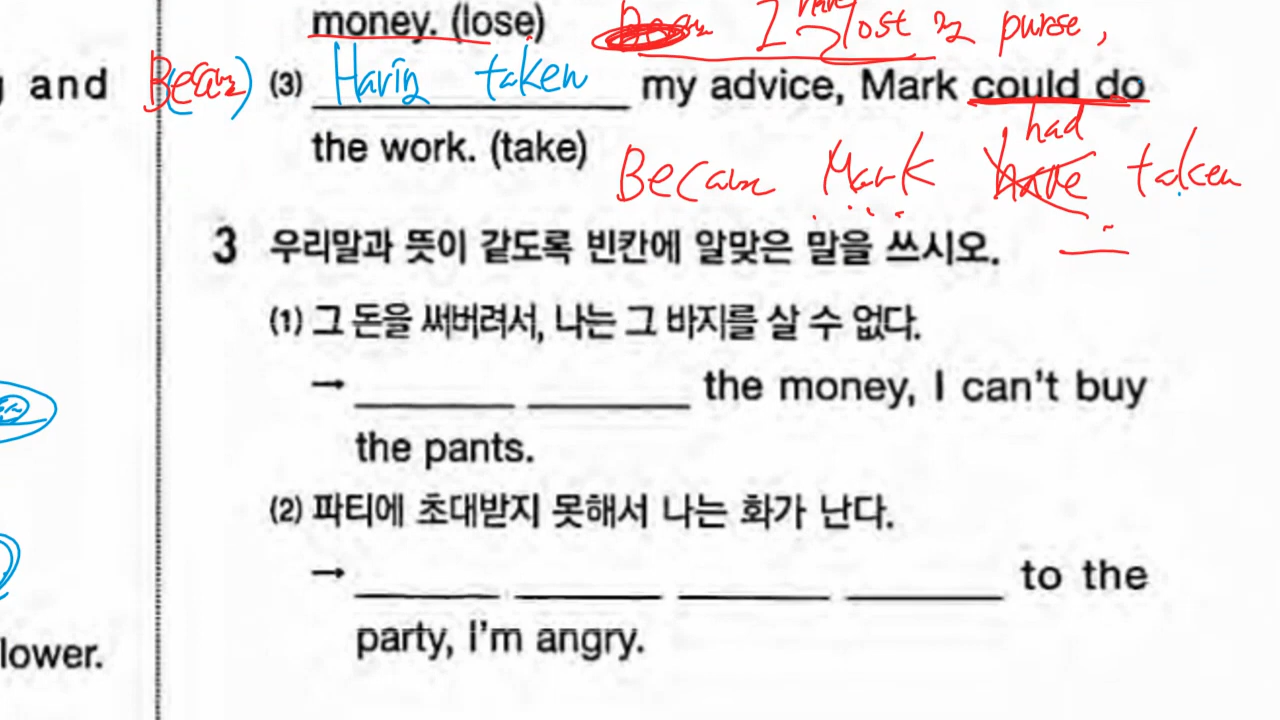 money. (lose) I have lost my purse,
and Becau) (3) Having taken my advice, Mark could do
had
the work. (take) Because Mark have taken
3 우리말과 뜻이 같도록 빈칸에 알맞은 말을 쓰시오.
(1) 그 돈을 써버려서, 나는 그 바지를 살 수 없다.
→ the money, I can't buy
the pants.
(2) 파티에 초대받지 못해서 나는 화가 난다.
→ to the
party, I'm angry.
lower.